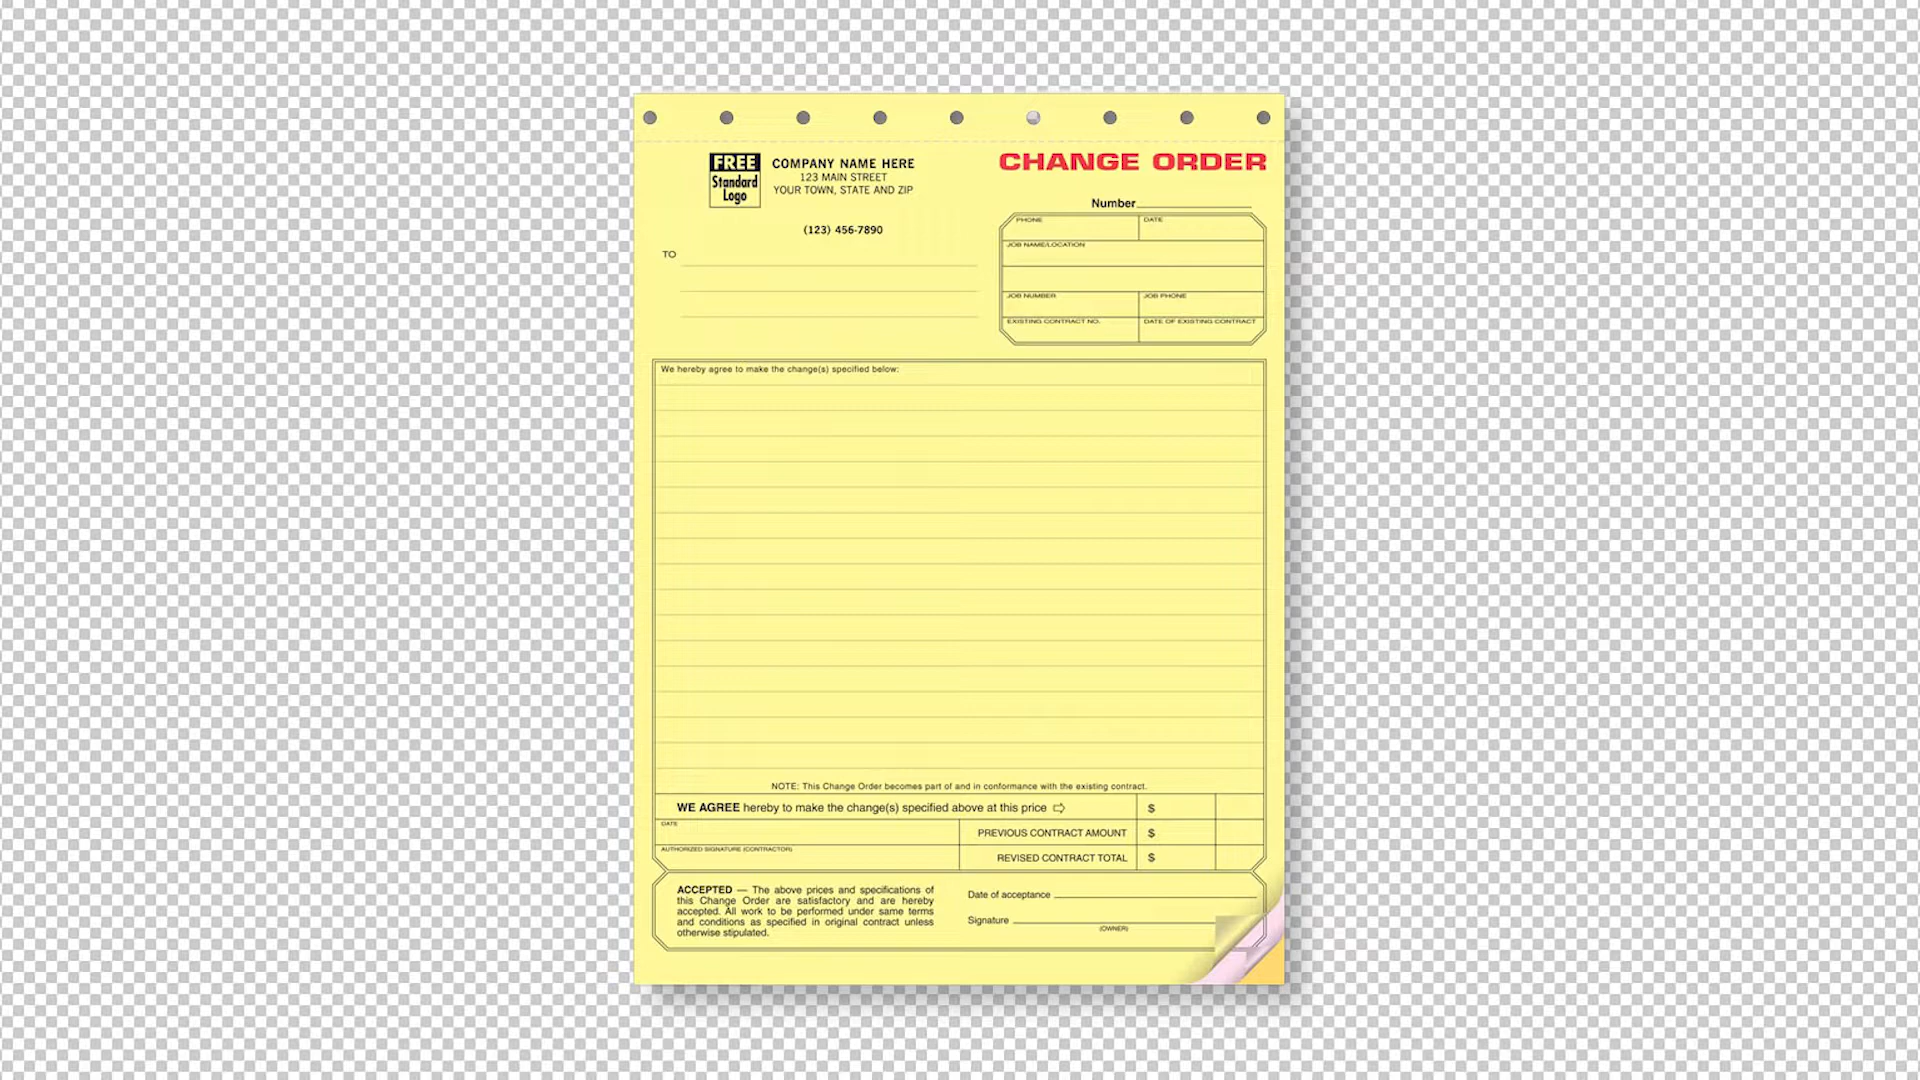 FREE
Standard
Logo
COMPANY NAME HERE
123 MAIN STREET
YOUR TOWN, STATE AND ZIP
(123) 456-7890
CHANGE ORDER
Number
TO
PHONE
DATE
JOB NAME/LOCATION
JOB NUMBER
JOB PHONE
EXISTING CONTRACT NO.
DATE OF EXISTING CONTRACT
We hereby agree to make the change(s) specified below:
NOTE: This Change Order becomes part of and in conformance with the existing contract.
WE AGREE hereby to make the change(s) specified above at this price ⇨ $
DATE
PREVIOUS CONTRACT AMOUNT $
AUTHORIZED SIGNATURE (CONTRACTOR)
REVISED CONTRACT TOTAL $
ACCEPTED — The above prices and specifications of
this Change Order are satisfactory and are hereby
accepted. All work to be performed under same terms
and conditions as specified in original contract unless
otherwise stipulated.
Date of acceptance
Signature
(OWNER)